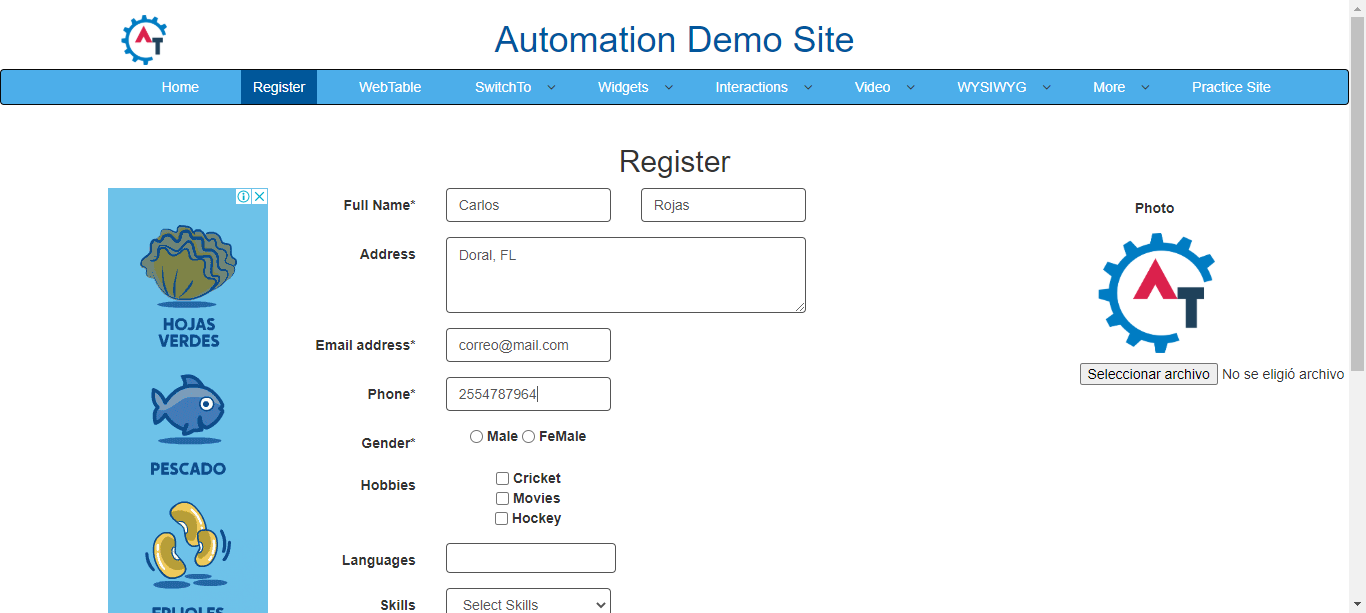 AT
Automation Demo Site
Home Register WebTable SwitchTo Widgets Interactions Video WYSIWYG More Practice Site
Register
Full Name* Carlos Rojas
Photo
Address Doral, FL
AT
HOJAS
VERDES
Email address* correo@mail.com
Seleccionar archivo No se eligió archivo
Phone* 2554787964
Gender* Male FeMale
PESCADO
Hobbies Cricket
Movies
Hockey
Languages
Skills Select Skills
FRIJOLES